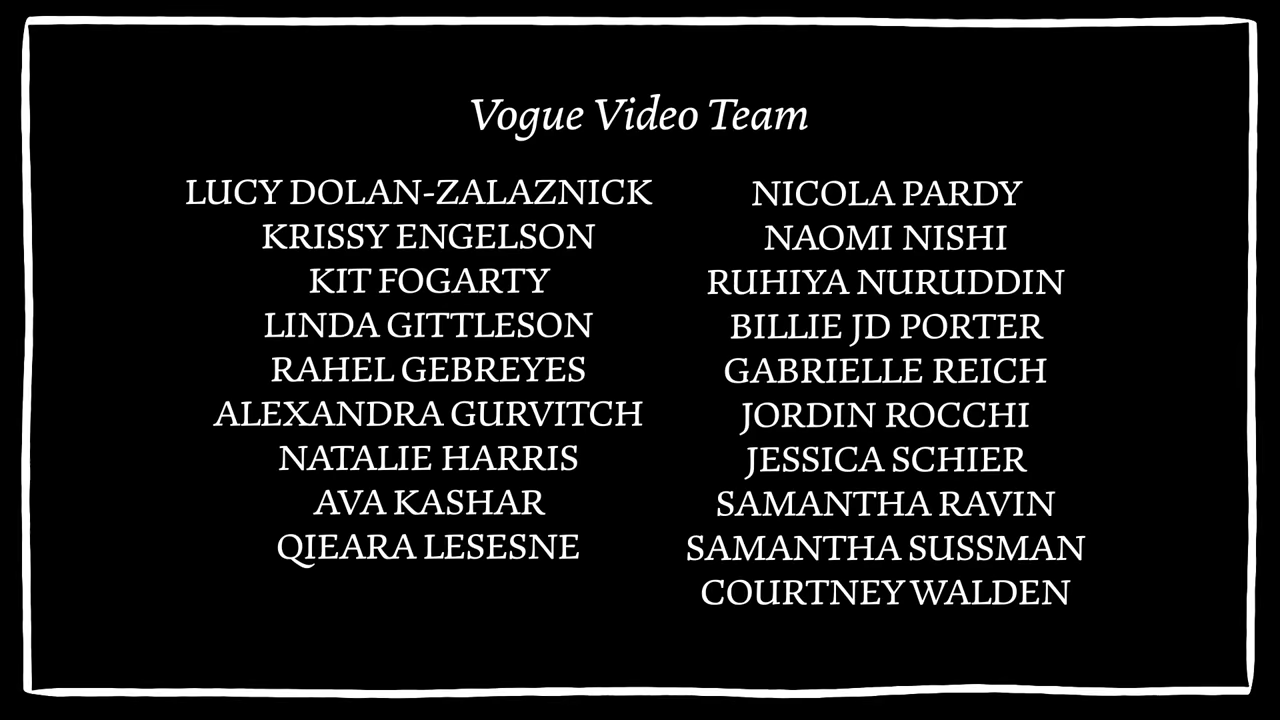 Vogue Video Team
LUCY DOLAN-ZALAZNICK
KRISSY ENGELSON
KIT FOGARTY
LINDA GITTLESON
RAHEL GEBREYES
ALEXANDRA GURVITCH
NATALIE HARRIS
AVA KASHAR
QIEARA LESESNE
NICOLA PARDY
NAOMI NISHI
RUHIYA NURUDDIN
BILLIE JD PORTER
GABRIELLE REICH
JORDIN ROCCHI
JESSICA SCHIER
SAMANTHA RAVIN
SAMANTHA SUSSMAN
COURTNEY WALDEN